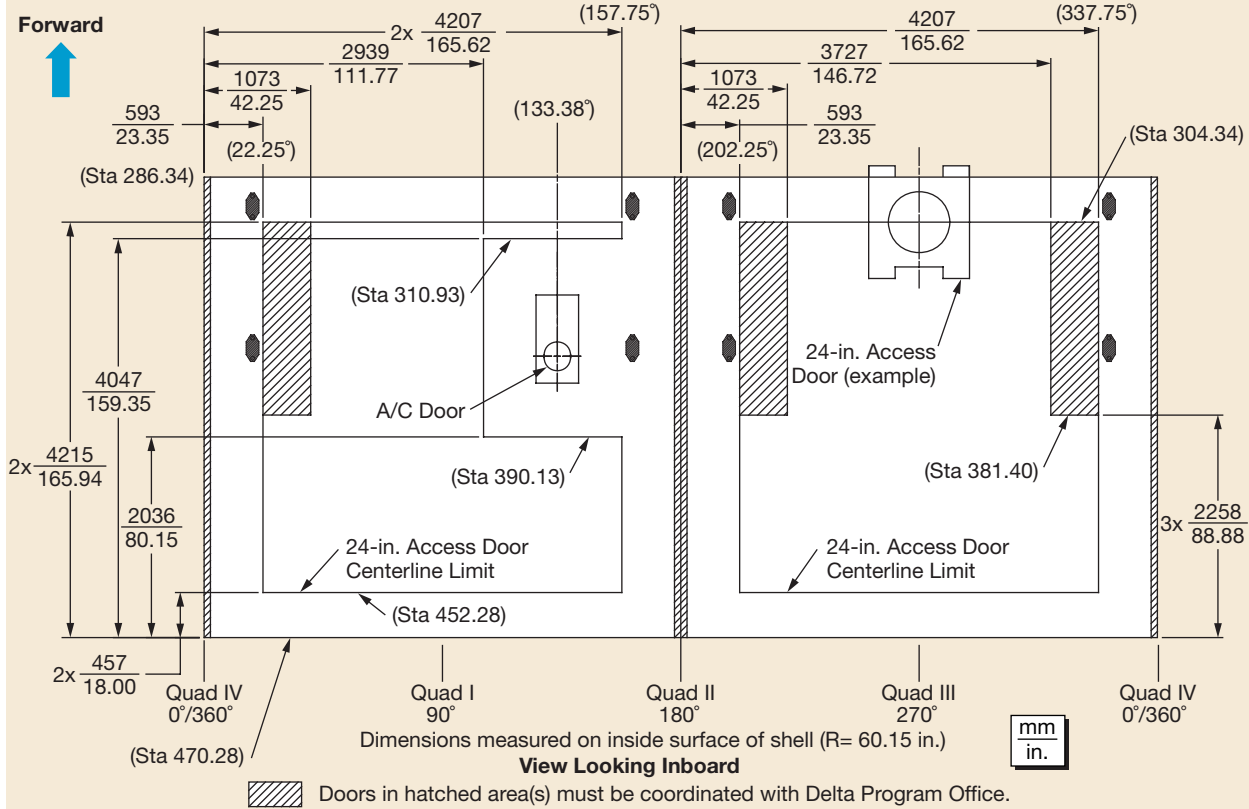 Forward
(157.75°)
(337.75°)
2x 4207
165.62
4207
165.62
2939
111.77
3727
146.72
1073
42.25
1073
42.25
593
23.35
(133.38°)
593
23.35
(22.25°)
(202.25°)
(Sta 304.34)
(Sta 286.34)
(Sta 310.93)
24-in. Access
Door (example)
4047
159.35
A/C Door
2x 4215
165.94
(Sta 390.13)
(Sta 381.40)
2036
80.15
3x 2258
88.88
24-in. Access Door
Centerline Limit
24-in. Access Door
Centerline Limit
(Sta 452.28)
2x 457
18.00
Quad IV
0°/360°
Quad I
90°
Quad II
180°
Quad III
270°
Quad IV
0°/360°
(Sta 470.28)
Dimensions measured on inside surface of shell (R= 60.15 in.)
mm
in.
View Looking Inboard
Doors in hatched area(s) must be coordinated with Delta Program Office.